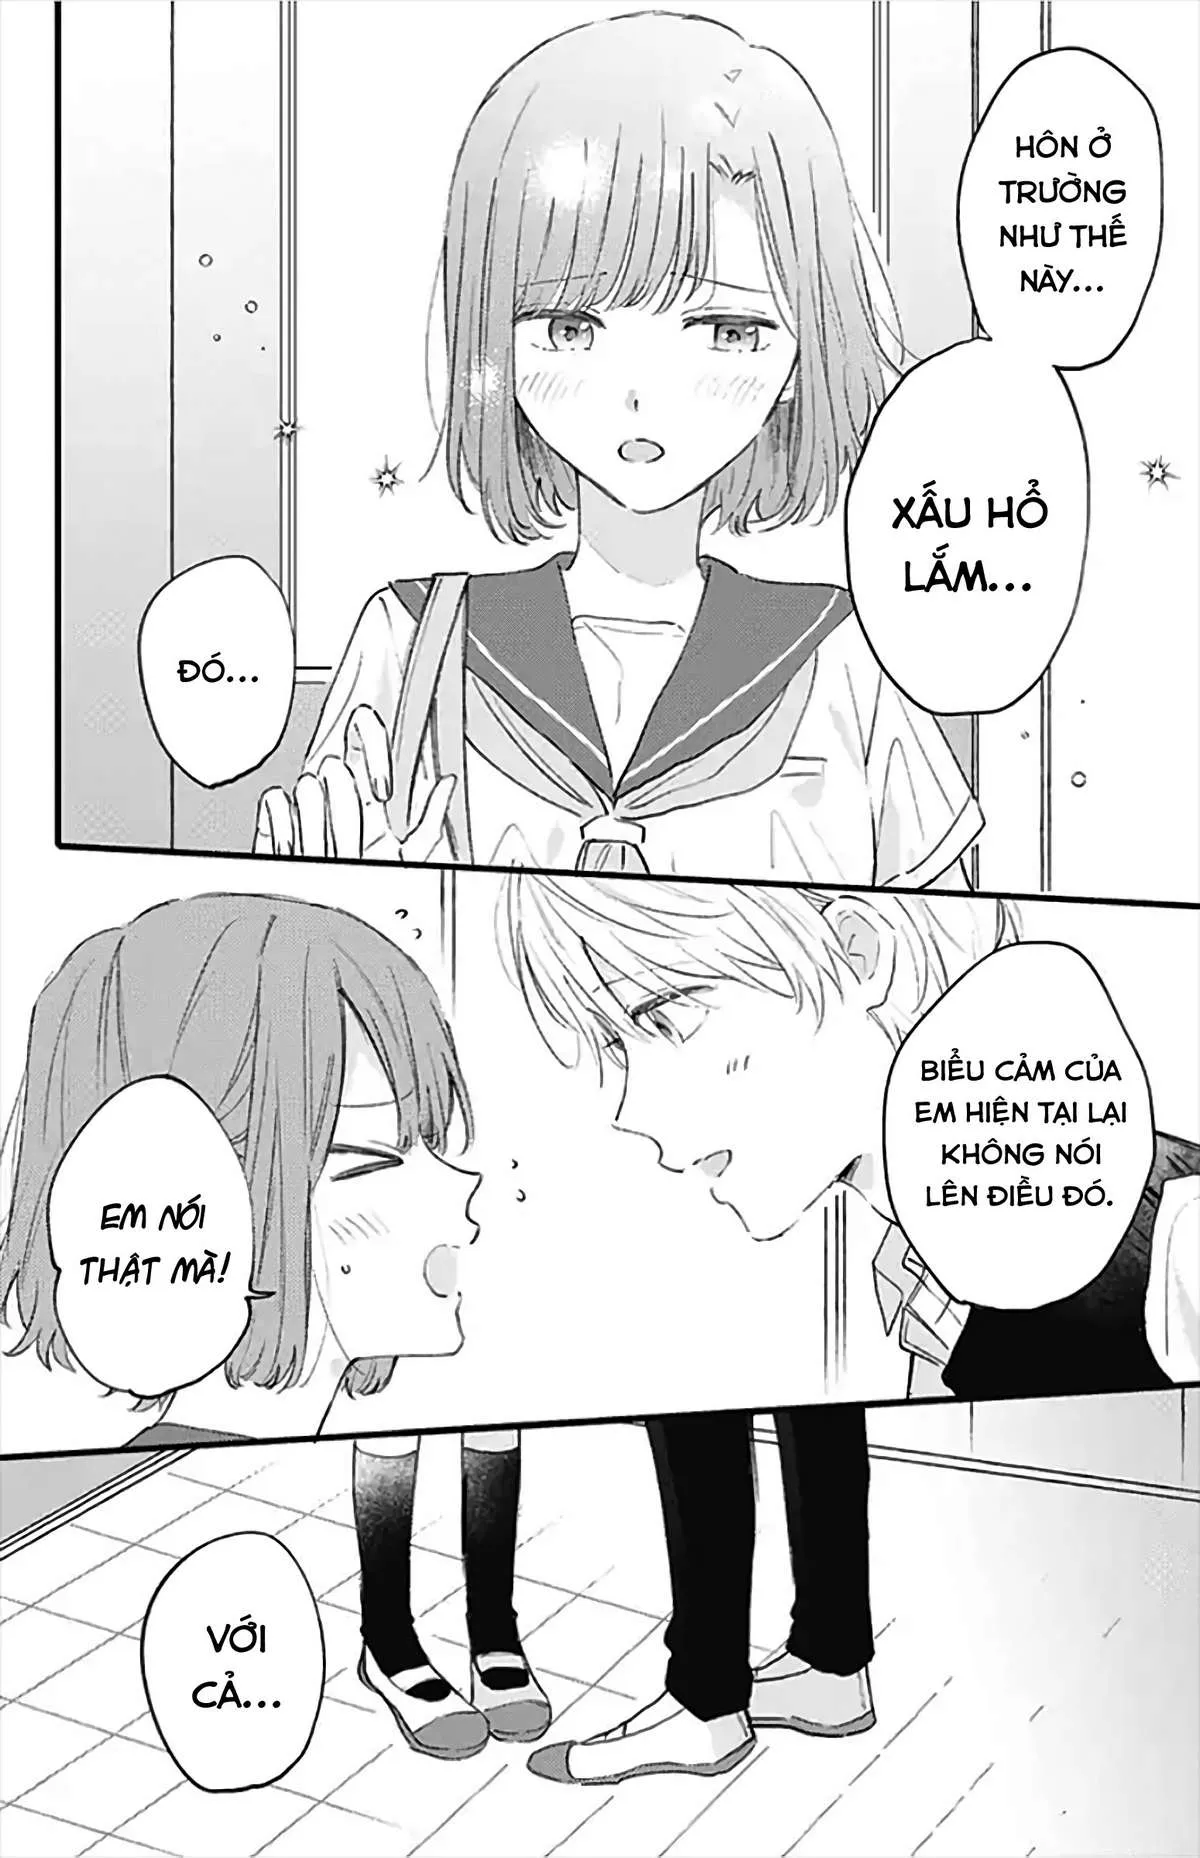 HÔN Ở
TRƯỜNG
NHƯ THẾ
NÀY...
XẤU HỔ
LẮM...
ĐÓ...
BIỂU CẢM CỦA
EM HIỆN TẠI LẠI
KHÔNG NÓI
LÊN ĐIỀU ĐÓ.
EM NÓI
THẬT MÀ!
VỚI
CẢ...